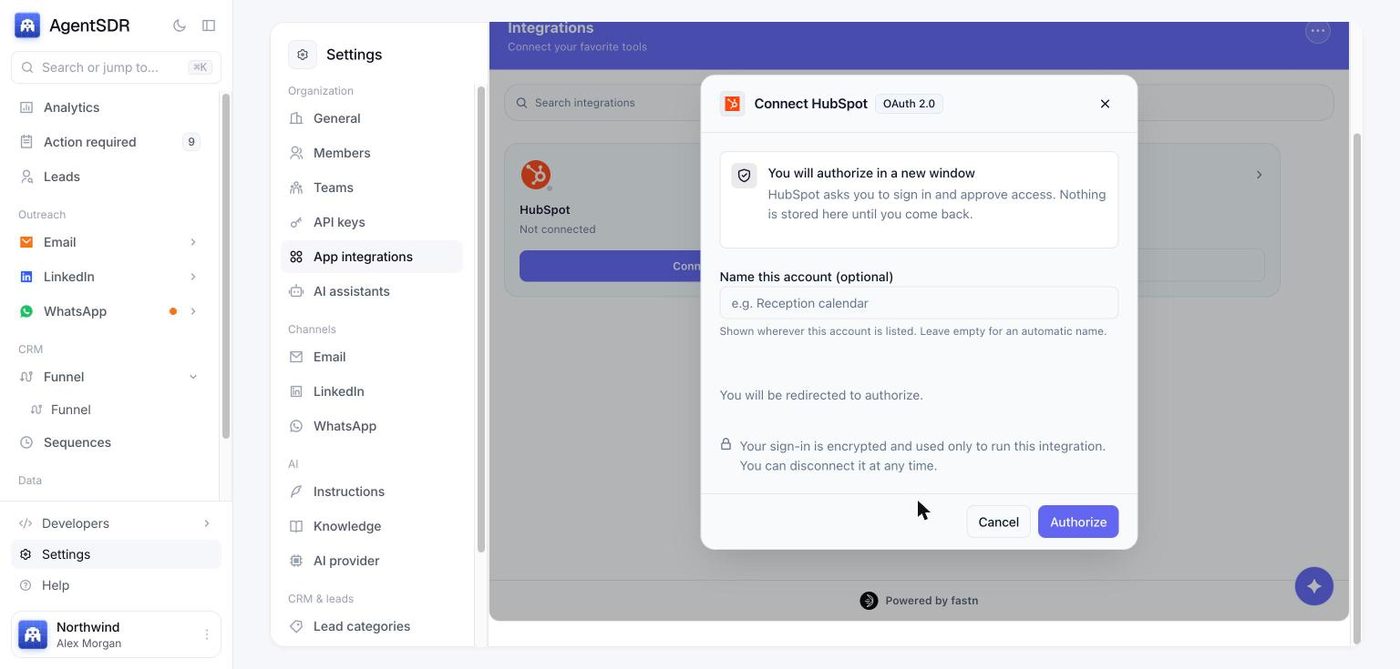 AgentSDR
Search or jump to...
⌘K
Analytics
Action required
9
Leads
Outreach
Email
LinkedIn
WhatsApp
CRM
Funnel
Funnel
Sequences
Data
Developers
Settings
Help
Northwind
Alex Morgan
Settings
Organization
General
Members
Teams
API keys
App integrations
AI assistants
Channels
Email
LinkedIn
WhatsApp
AI
Instructions
Knowledge
AI provider
CRM & leads
Lead categories
Integrations
Connect your favorite tools
Search integrations
HubSpot
Not connected
Conn
Connect HubSpot
OAuth 2.0
You will authorize in a new window
HubSpot asks you to sign in and approve access. Nothing
is stored here until you come back.
Name this account (optional)
e.g. Reception calendar
Shown wherever this account is listed. Leave empty for an automatic name.
You will be redirected to authorize.
Your sign-in is encrypted and used only to run this integration.
You can disconnect it at any time.
Cancel
Authorize
Powered by fastn